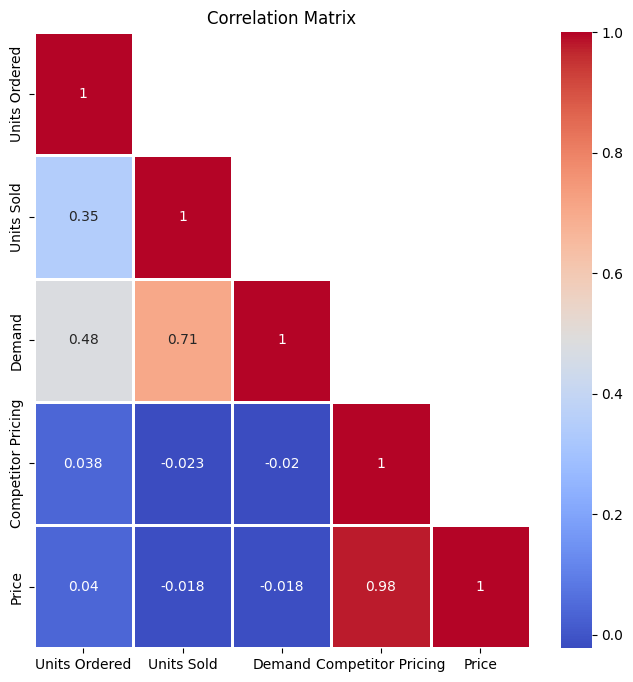 Correlation Matrix
Units Ordered
1
Units Sold
0.35
1
Demand
0.48
0.71
1
Competitor Pricing
0.038
-0.023
-0.02
1
Price
0.04
-0.018
-0.018
0.98
1
Units Ordered
Units Sold
Demand
Competitor Pricing
Price
1.0
0.8
0.6
0.4
0.2
0.0